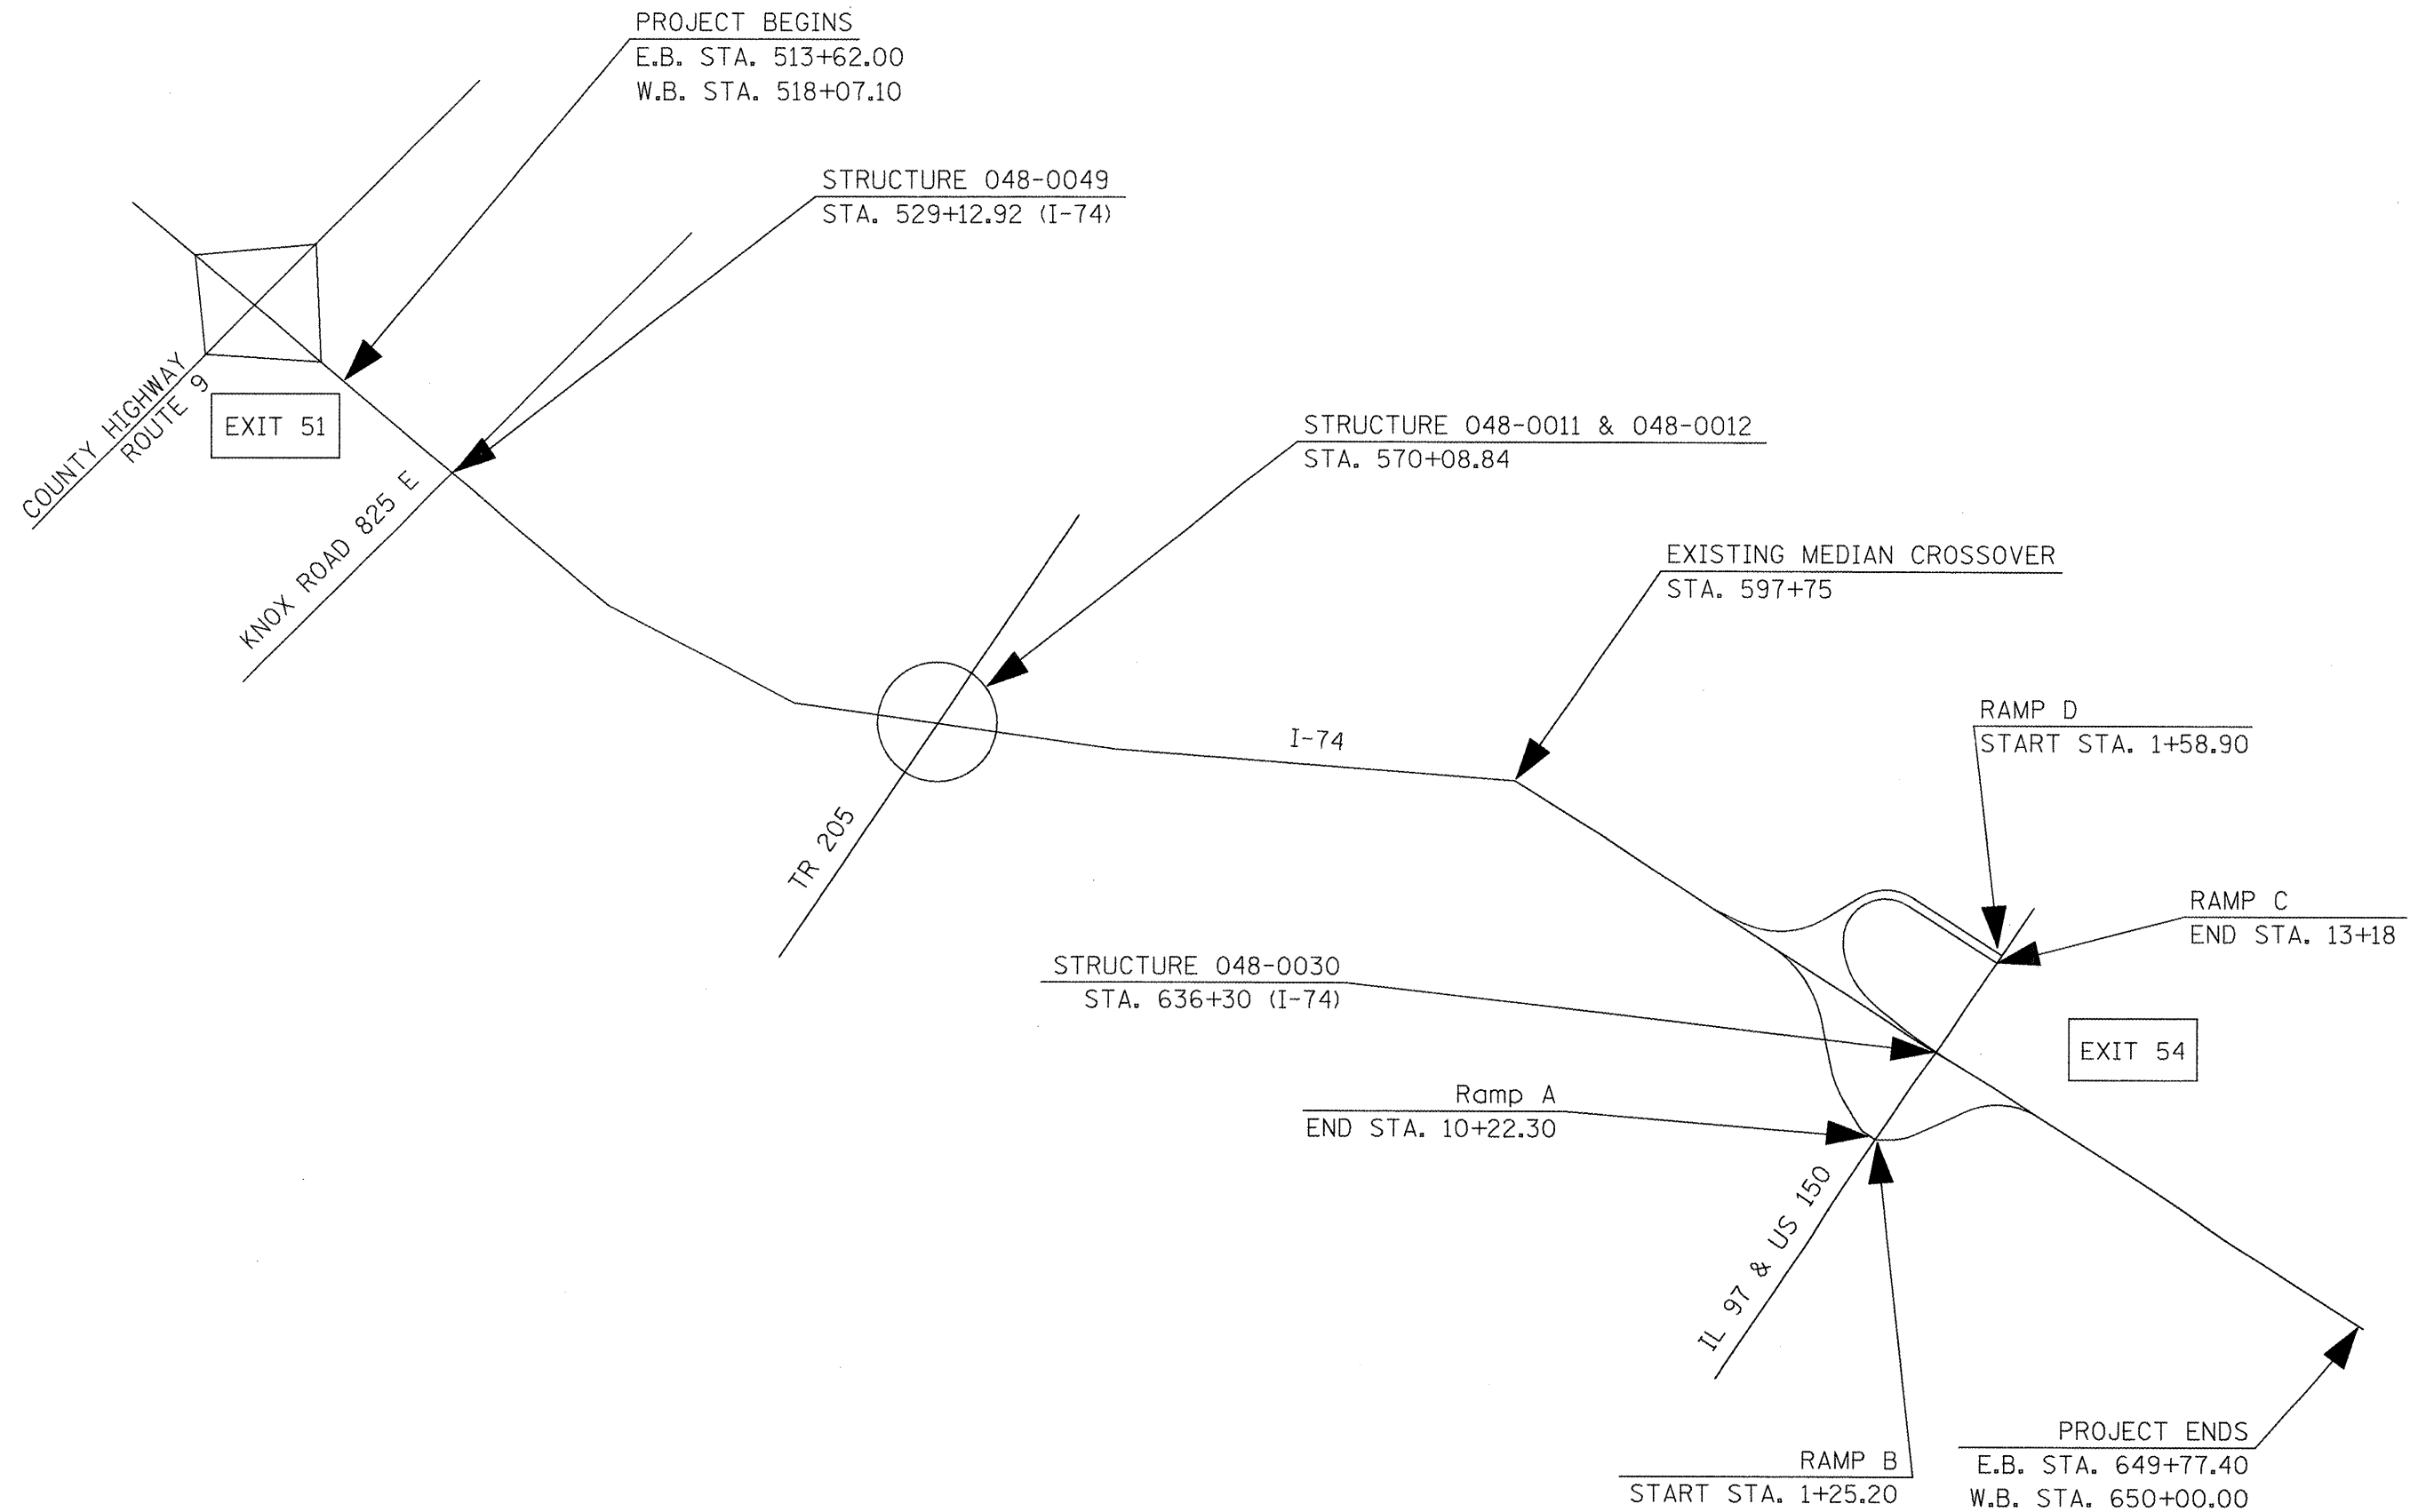 PROJECT BEGINS
E.B. STA. 513+62.00
W.B. STA. 518+07.10
STRUCTURE 048-0049
STA. 529+12.92 (I-74)
COUNTY HIGHWAY
ROUTE 9
EXIT 51
KNOX ROAD 825 E
STRUCTURE 048-0011 & 048-0012
STA. 570+08.84
EXISTING MEDIAN CROSSOVER
STA. 597+75
I-74
TR 205
RAMP D
START STA. 1+58.90
RAMP C
END STA. 13+18
STRUCTURE 048-0030
STA. 636+30 (I-74)
EXIT 54
Ramp A
END STA. 10+22.30
IL 97 & US 150
RAMP B
START STA. 1+25.20
PROJECT ENDS
E.B. STA. 649+77.40
W.B. STA. 650+00.00